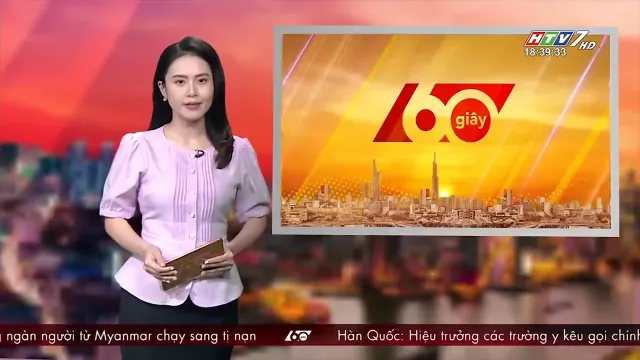 HTV7 HD
18:39:33
60 giây
g ngàn người từ Myanmar chạy sang tị nạn
60
Hàn Quốc: Hiệu trưởng các trường y kêu gọi chính